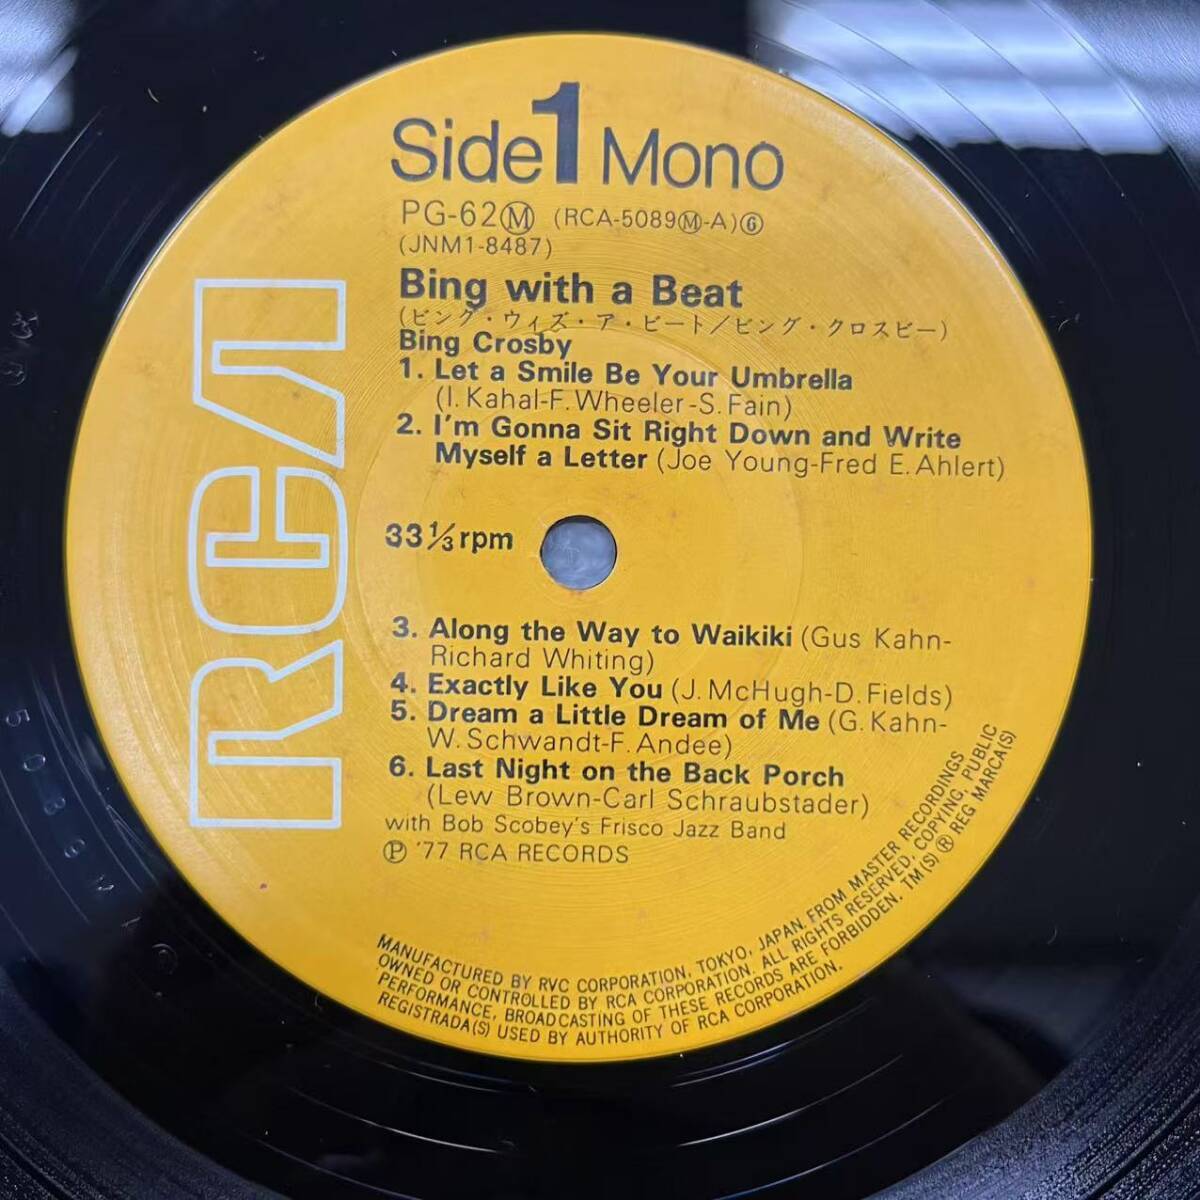 Side 1 Mono
PG-62Ⓜ (RCA-5089Ⓜ-A)⑥
(JNM1-8487)
Bing with a Beat
(ビング・ウィズ・ア・ビート/ビング・クロスビー)
Bing Crosby
1. Let a Smile Be Your Umbrella
(I. Kahal-F. Wheeler-S. Fain)
2. I'm Gonna Sit Right Down and Write
Myself a Letter (Joe Young-Fred E. Ahlert)
33⅓ rpm
3. Along the Way to Waikiki (Gus Kahn-
Richard Whiting)
4. Exactly Like You (J. McHugh-D. Fields)
5. Dream a Little Dream of Me (G. Kahn-
W. Schwandt-F. Andee)
6. Last Night on the Back Porch
(Lew Brown-Carl Schraubstader)
with Bob Scobey's Frisco Jazz Band
Ⓟ '77 RCA RECORDS
RCA
MANUFACTURED BY RVC CORPORATION, TOKYO, JAPAN FROM MASTER RECORDINGS
OWNED OR CONTROLLED BY RCA CORPORATION. ALL RIGHTS RESERVED, COPYING, PUBLIC
PERFORMANCE, BROADCASTING OF THESE RECORDS ARE FORBIDDEN. TM(S) ® REG MARCA(S)
REGISTRADA(S) USED BY AUTHORITY OF RCA CORPORATION.
5089M